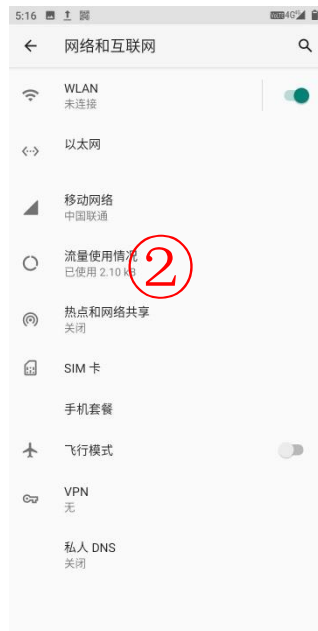 5:16
4G
网络和互联网
WLAN
未连接
以太网
移动网络
中国联通
流量使用情况
已使用 2.10 kB
②
热点和网络共享
关闭
SIM 卡
手机套餐
飞行模式
VPN
无
私人 DNS
关闭